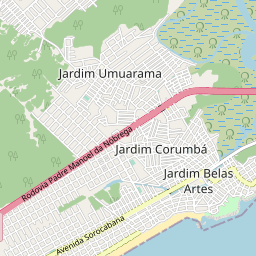 Jardim Umuarama
Rodovia Padre Manoel da Nóbrega
Jardim Corumbá
Jardim Belas
Artes
Avenida Sorocabana